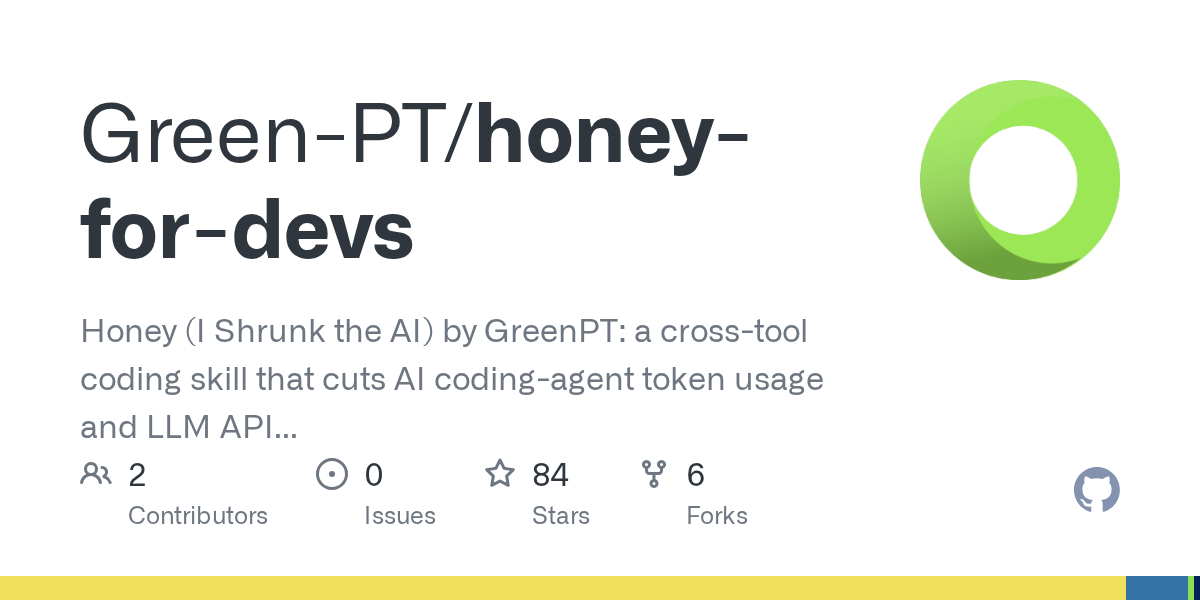 Green-PT/honey-
for-devs
Honey (I Shrunk the AI) by GreenPT: a cross-tool
coding skill that cuts AI coding-agent token usage
and LLM API...
2
Contributors
0
Issues
84
Stars
6
Forks